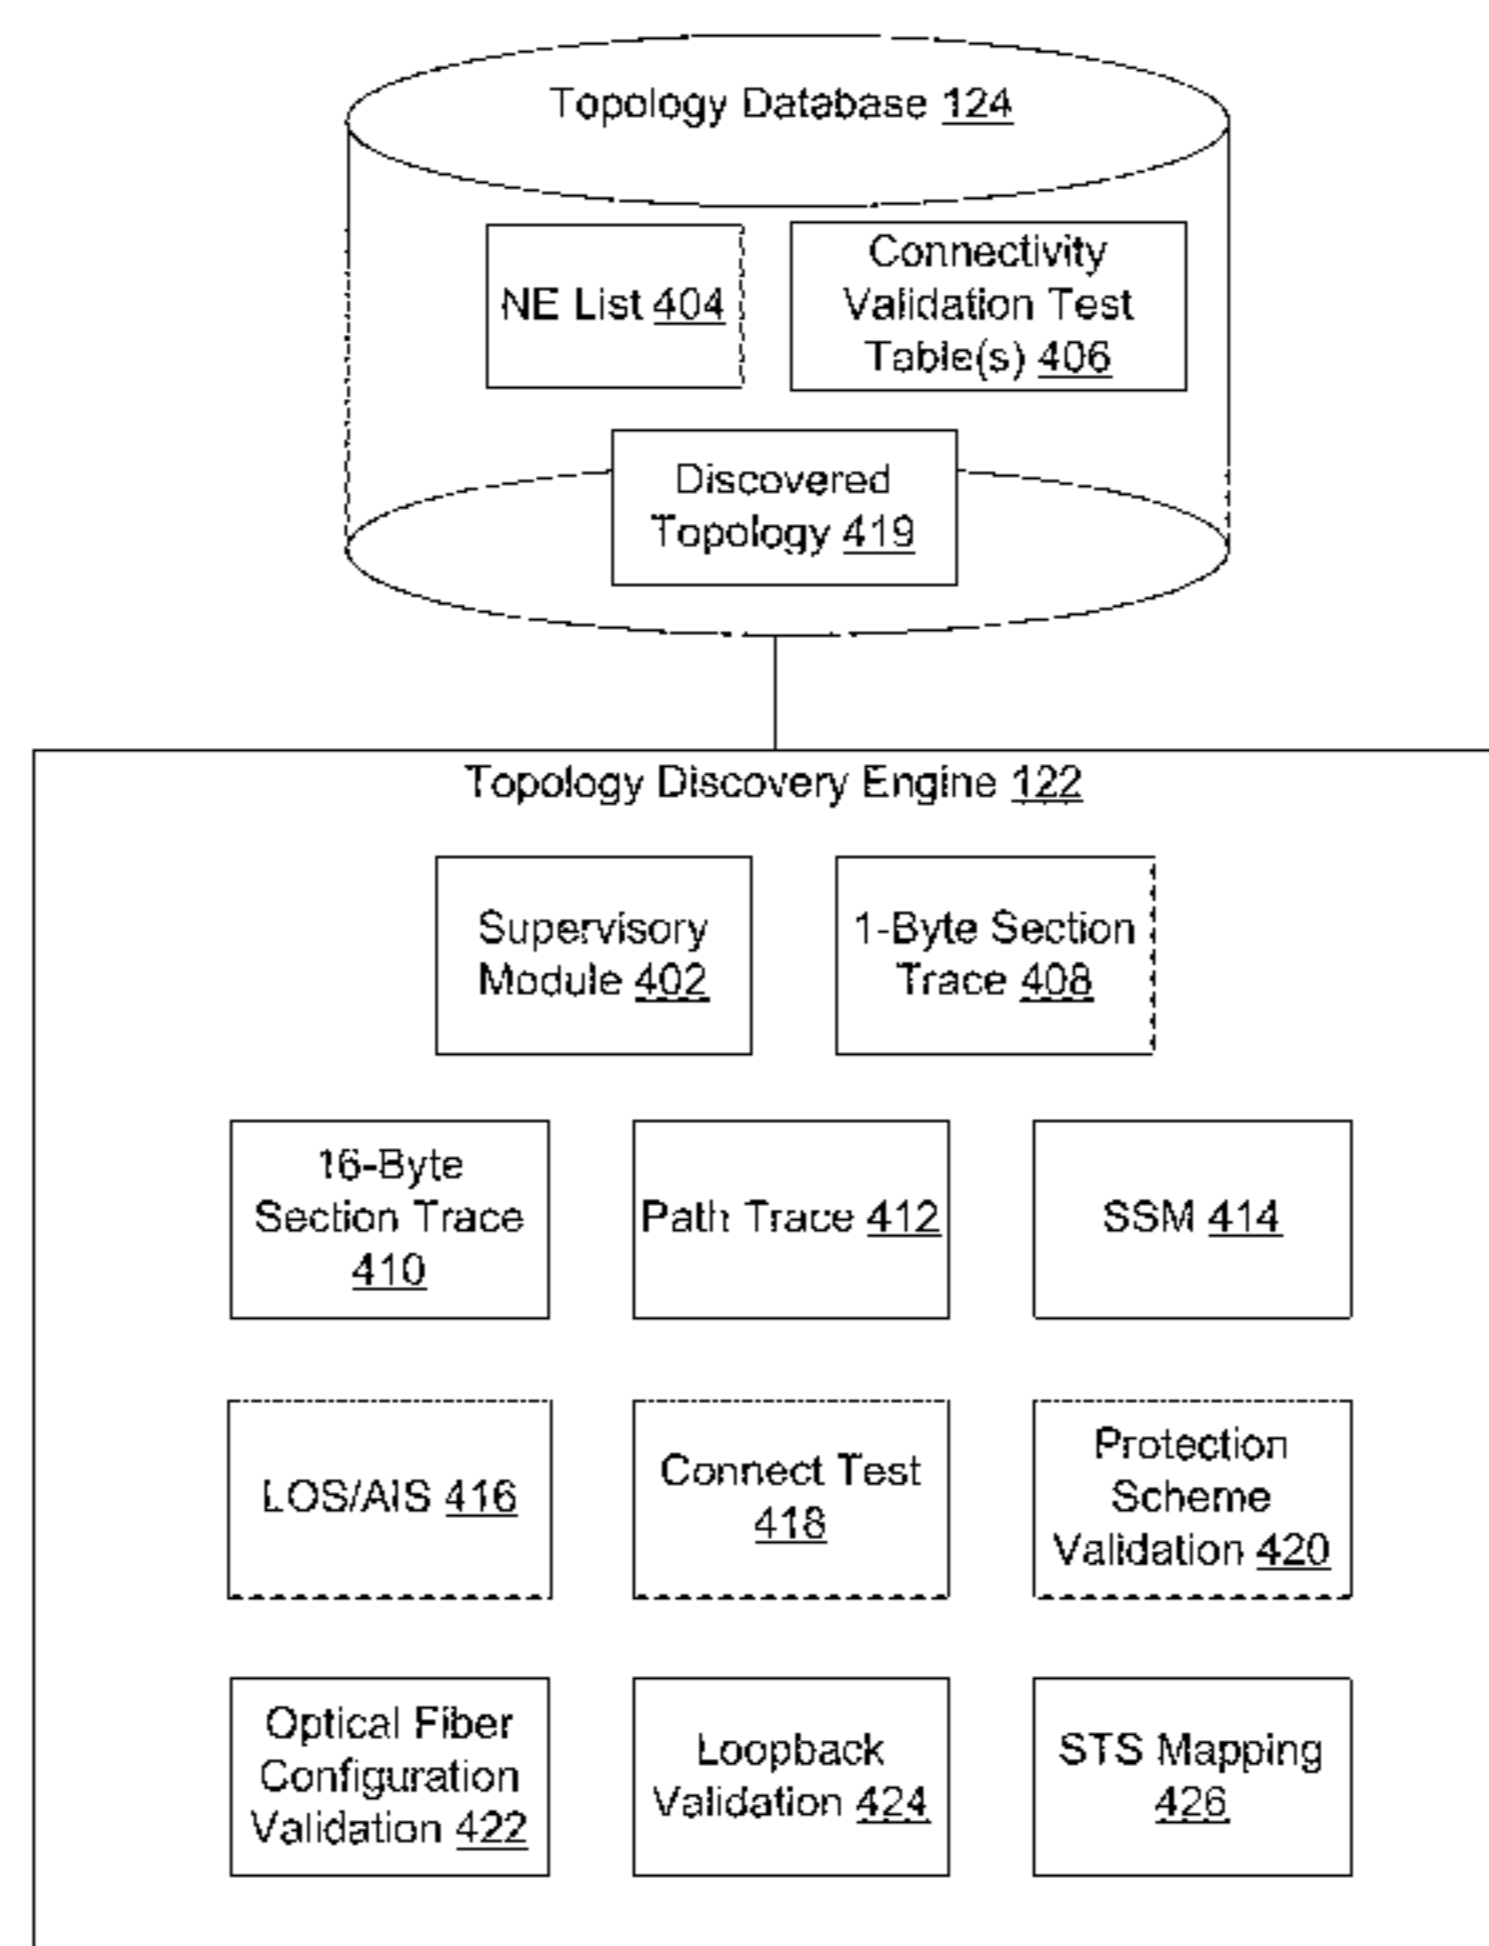 Topology Database 124
NE List 404
Connectivity
Validation Test
Table(s) 406
Discovered
Topology 419
Topology Discovery Engine 122
Supervisory
Module 402
1-Byte Section
Trace 408
16-Byte
Section Trace
410
Path Trace 412
SSM 414
LOS/AIS 416
Connect Test
418
Protection
Scheme
Validation 420
Optical Fiber
Configuration
Validation 422
Loopback
Validation 424
STS Mapping
426